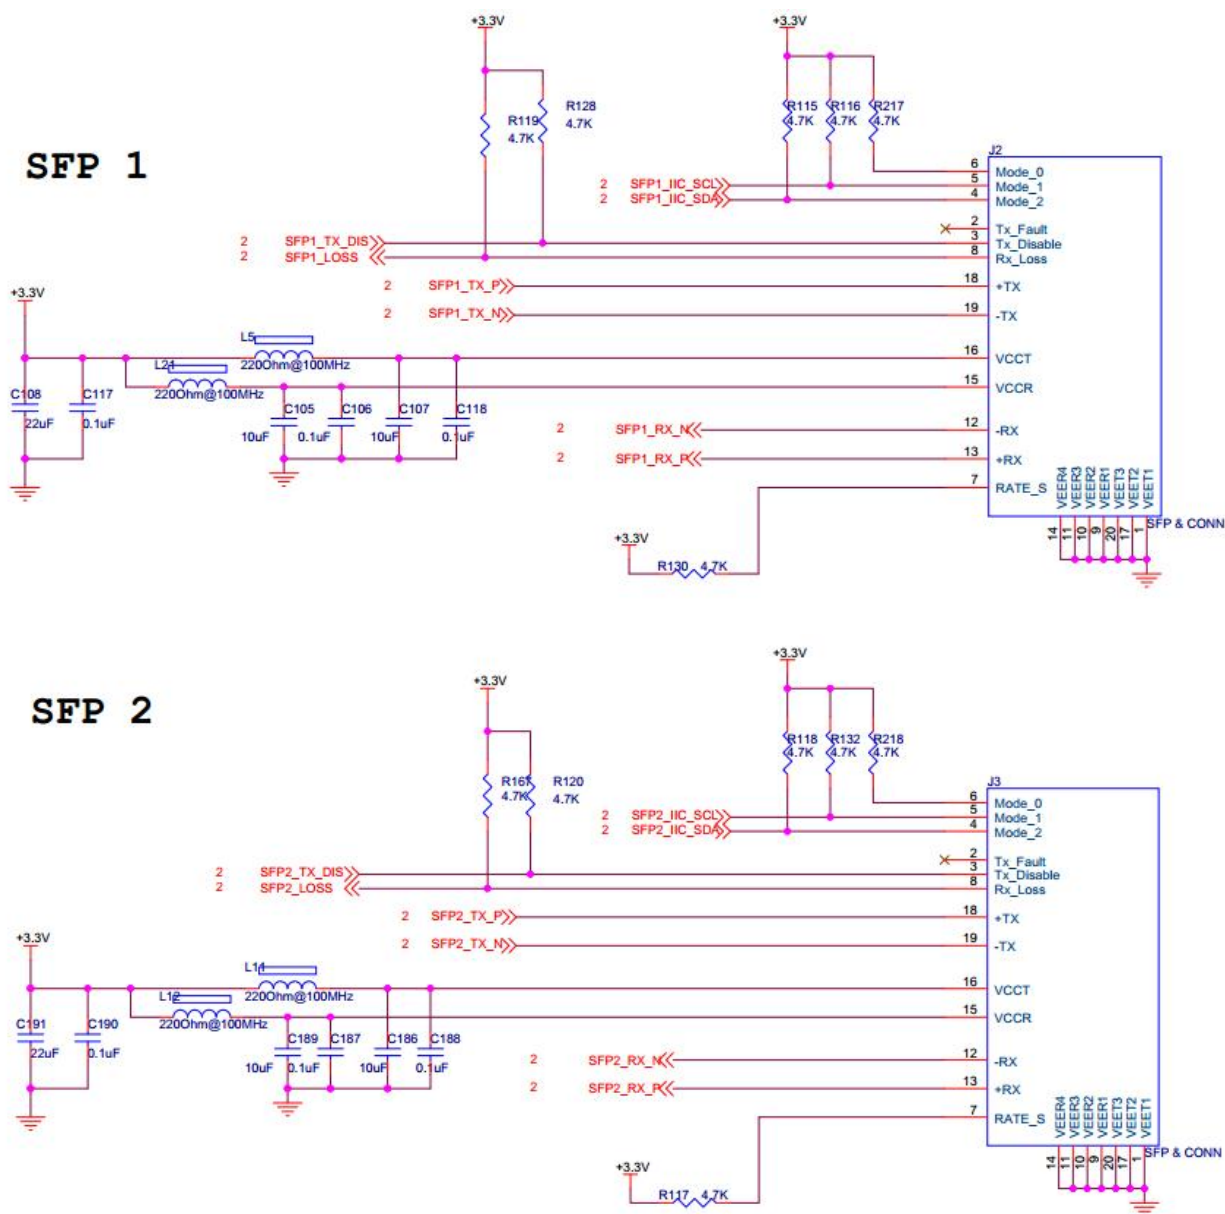 SFP 1
+3.3V
+3.3V
R119
4.7K
R128
4.7K
R115
4.7K
R116
4.7K
R217
4.7K
J2
2 SFP1_IIC_SCL
2 SFP1_IIC_SDA
6 Mode_0
5 Mode_1
4 Mode_2
2 Tx_Fault
2 SFP1_TX_DIS
3 Tx_Disable
2 SFP1_LOSS
8 Rx_Loss
2 SFP1_TX_P
18 +TX
2 SFP1_TX_N
19 -TX
+3.3V
L5
220Ohm@100MHz
16 VCCT
L21
220Ohm@100MHz
15 VCCR
C108
22uF
C117
0.1uF
C105
10uF
C106
0.1uF
C107
10uF
C118
0.1uF
2 SFP1_RX_N
12 -RX
2 SFP1_RX_P
13 +RX
7 RATE_S
VEER4 VEER3 VEER2 VEER1 VEET3 VEET2 VEET1
14 11 10 9 20 17 1
SFP & CONN
+3.3V
R130 4.7K
SFP 2
+3.3V
+3.3V
R167
4.7K
R120
4.7K
R118
4.7K
R132
4.7K
R218
4.7K
J3
2 SFP2_IIC_SCL
2 SFP2_IIC_SDA
6 Mode_0
5 Mode_1
4 Mode_2
2 Tx_Fault
2 SFP2_TX_DIS
3 Tx_Disable
2 SFP2_LOSS
8 Rx_Loss
2 SFP2_TX_P
18 +TX
2 SFP2_TX_N
19 -TX
+3.3V
L11
220Ohm@100MHz
16 VCCT
L12
220Ohm@100MHz
15 VCCR
C191
22uF
C190
0.1uF
C189
10uF
C187
0.1uF
C186
10uF
C188
0.1uF
2 SFP2_RX_N
12 -RX
2 SFP2_RX_P
13 +RX
7 RATE_S
VEER4 VEER3 VEER2 VEER1 VEET3 VEET2 VEET1
14 11 10 9 20 17 1
SFP & CONN
+3.3V
R117 4.7K